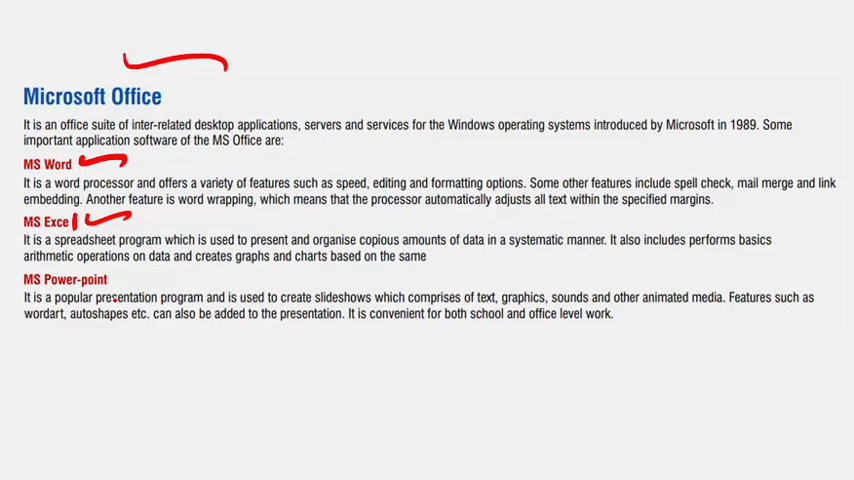 Microsoft Office
It is an office suite of inter-related desktop applications, servers and services for the Windows operating systems introduced by Microsoft in 1989. Some
important application software of the MS Office are:
MS Word
It is a word processor and offers a variety of features such as speed, editing and formatting options. Some other features include spell check, mail merge and link
embedding. Another feature is word wrapping, which means that the processor automatically adjusts all text within the specified margins.
MS Excel
It is a spreadsheet program which is used to present and organise copious amounts of data in a systematic manner. It also includes performs basics
arithmetic operations on data and creates graphs and charts based on the same
MS Power-point
It is a popular presentation program and is used to create slideshows which comprises of text, graphics, sounds and other animated media. Features such as
wordart, autoshapes etc. can also be added to the presentation. It is convenient for both school and office level work.